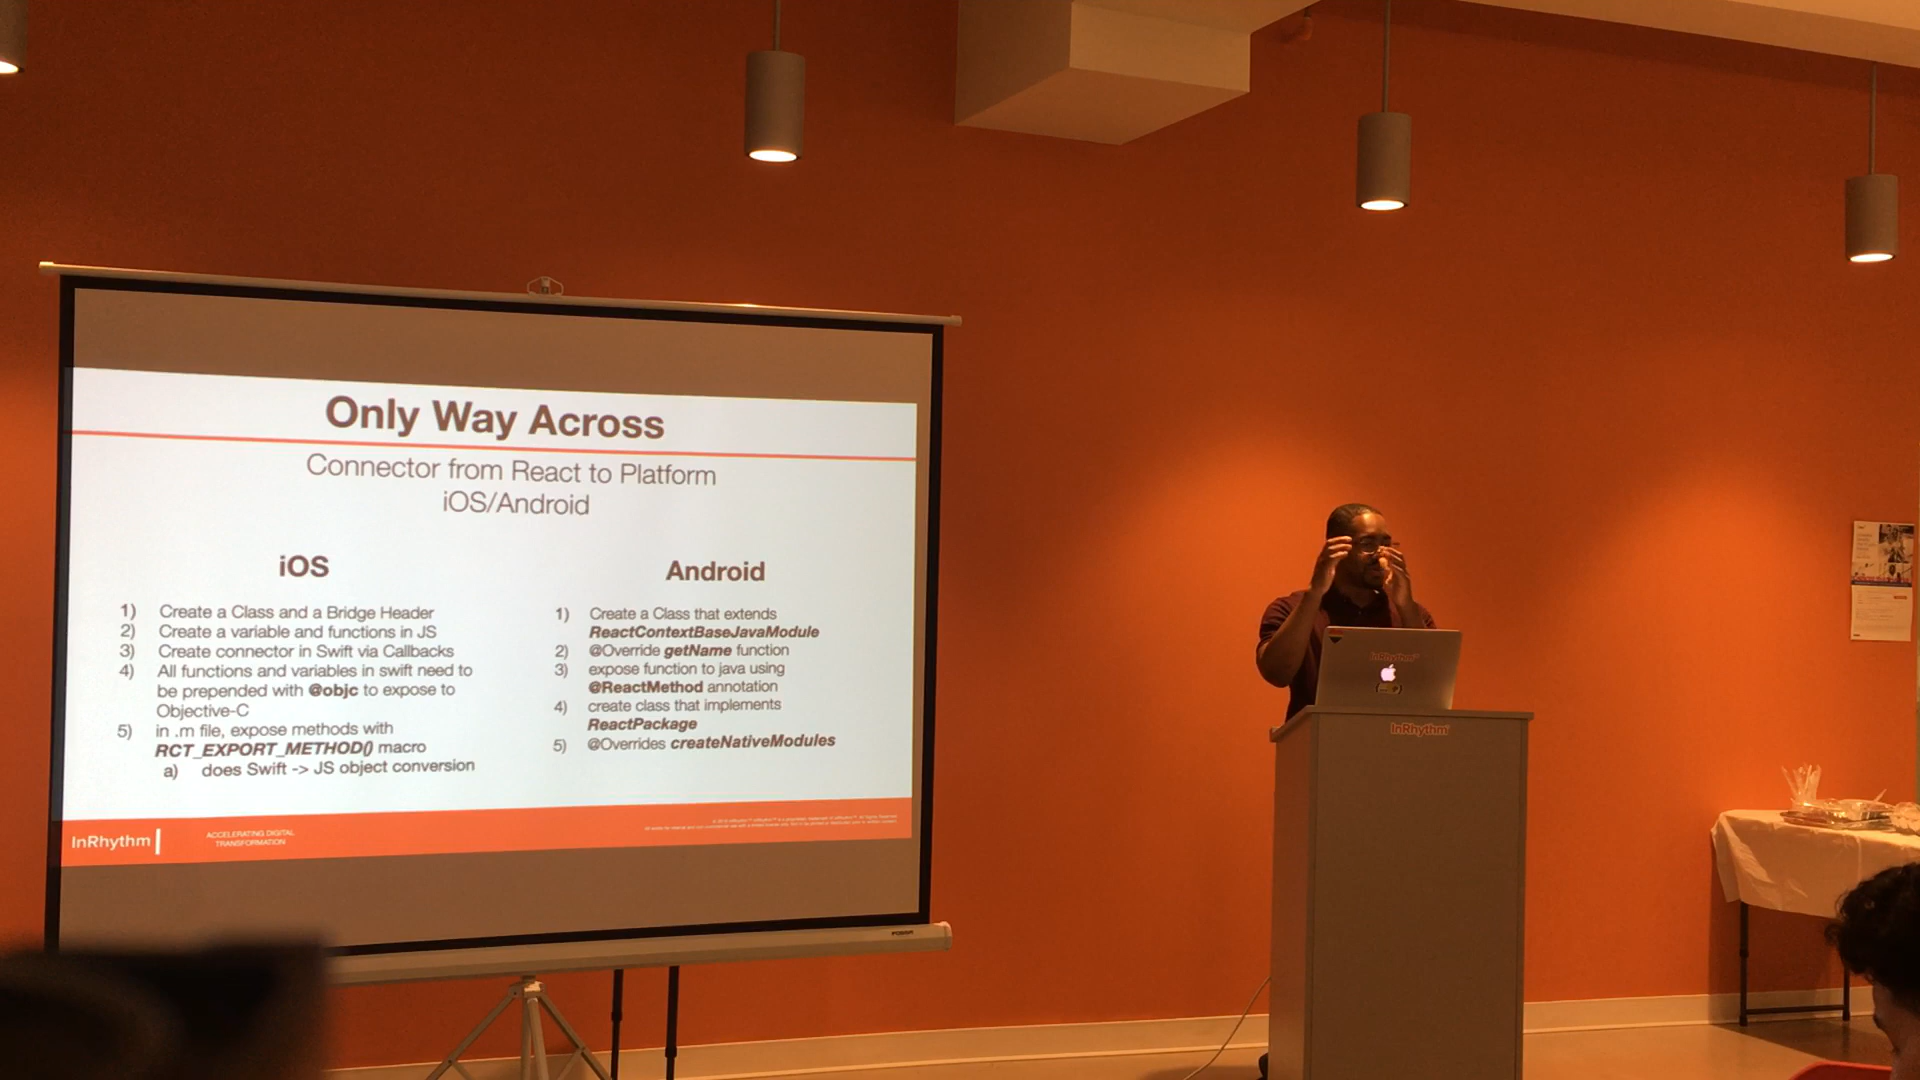 Only Way Across
Connector from React to Platform
iOS/Android
iOS
1) Create a Class and a Bridge Header
2) Create a variable and functions in JS
3) Create connector in Swift via Callbacks
4) All functions and variables in swift need to
be prepended with @objc to expose to
Objective-C
5) in .m file, expose methods with
RCT_EXPORT_METHOD() macro
a) does Swift -> JS object conversion
Android
1) Create a Class that extends
ReactContextBaseJavaModule
2) @Override getName function
3) expose function to java using
@ReactMethod annotation
4) create class that implements
ReactPackage
5) @Overrides createNativeModules
InRhythm
ACCELERATING DIGITAL
TRANSFORMATION
InRhythm
InRhythm